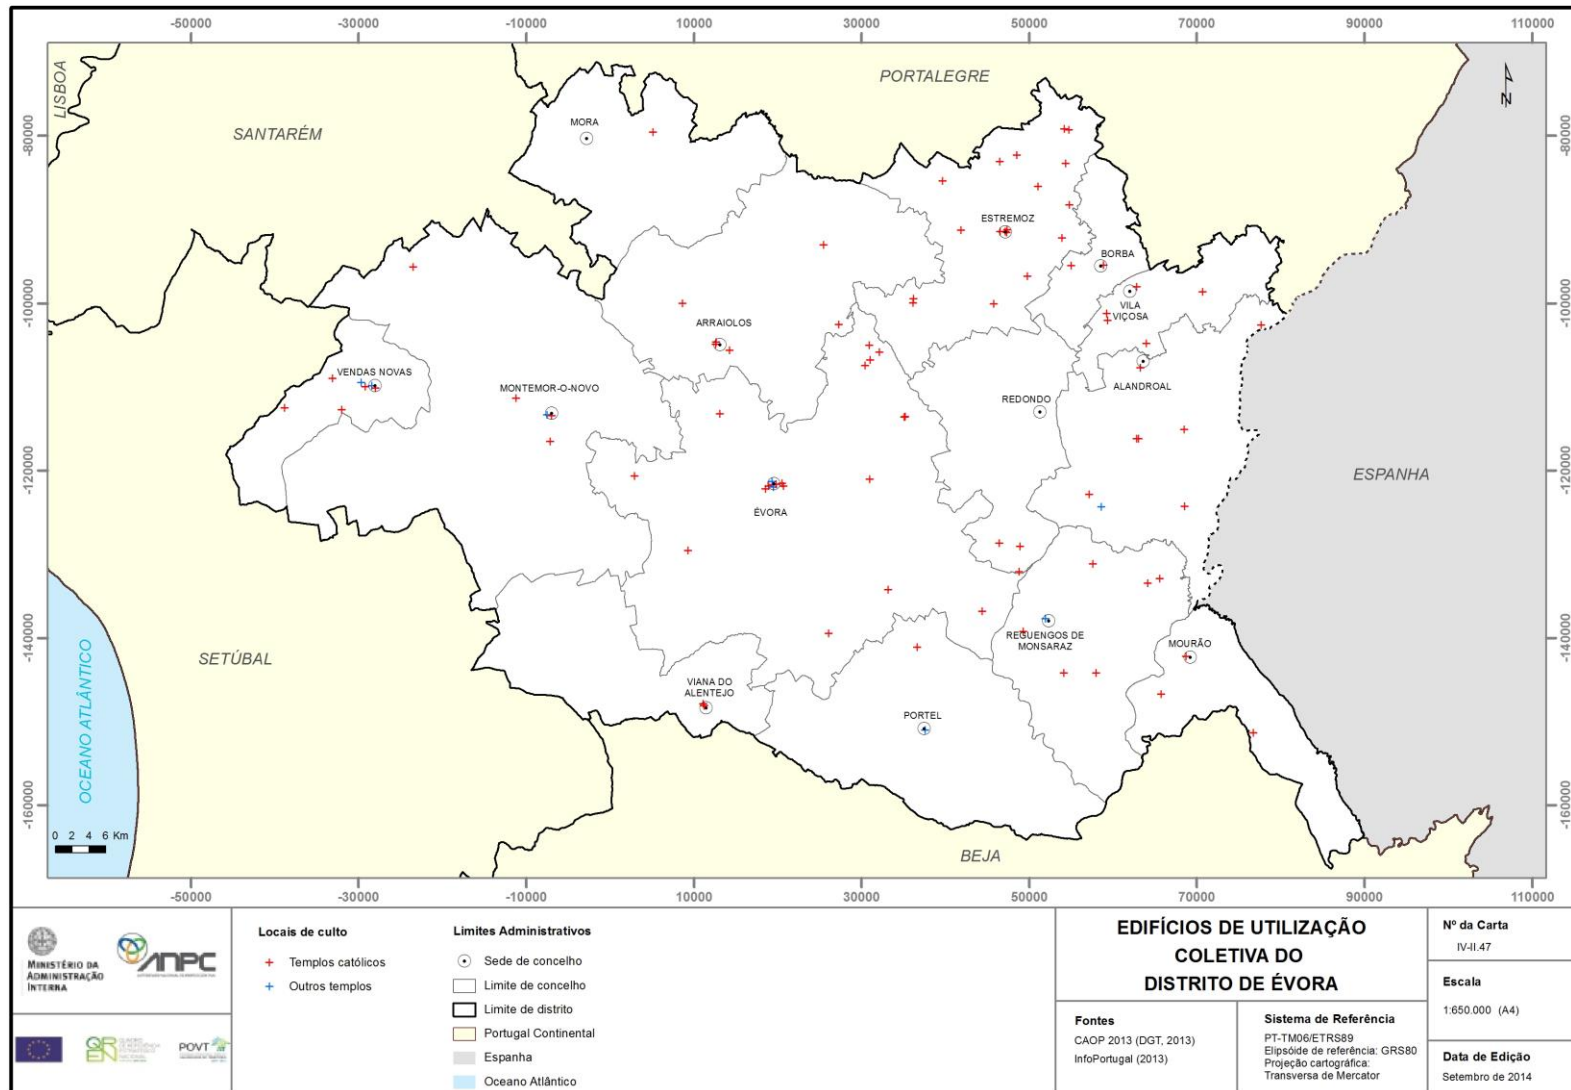 -50000 -30000 -10000 10000 30000 50000 70000 90000 110000
LISBOA
PORTALEGRE
N
SANTARÉM
MORA
-80000 -80000
ESTREMOZ
BORBA
-100000 -100000
VILA
VIÇOSA
ARRAIOLOS
VENDAS NOVAS
MONTEMOR-O-NOVO
ALANDROAL
REDONDO
-120000 -120000
ESPANHA
ÉVORA
-140000 -140000
REGUENGOS DE
MONSARAZ
MOURÃO
SETÚBAL
OCEANO ATLÂNTICO
VIANA DO
ALENTEJO
PORTEL
-160000 -160000
0 2 4 6 Km
BEJA
-50000 -30000 -10000 10000 30000 50000 70000 90000 110000
MINISTÉRIO DA
ADMINISTRAÇÃO
INTERNA
ANPC
QREN
POVT
Locais de culto
Templos católicos
Outros templos
Limites Administrativos
Sede de concelho
Limite de concelho
Limite de distrito
Portugal Continental
Espanha
Oceano Atlântico
EDIFÍCIOS DE UTILIZAÇÃO
COLETIVA DO
DISTRITO DE ÉVORA
Fontes
CAOP 2013 (DGT, 2013)
InfoPortugal (2013)
Sistema de Referência
PT-TM06/ETRS89
Elipsóide de referência: GRS80
Projeção cartográfica:
Transversa de Mercator
Nº da Carta
IV-II.47
Escala
1:650.000 (A4)
Data de Edição
Setembro de 2014